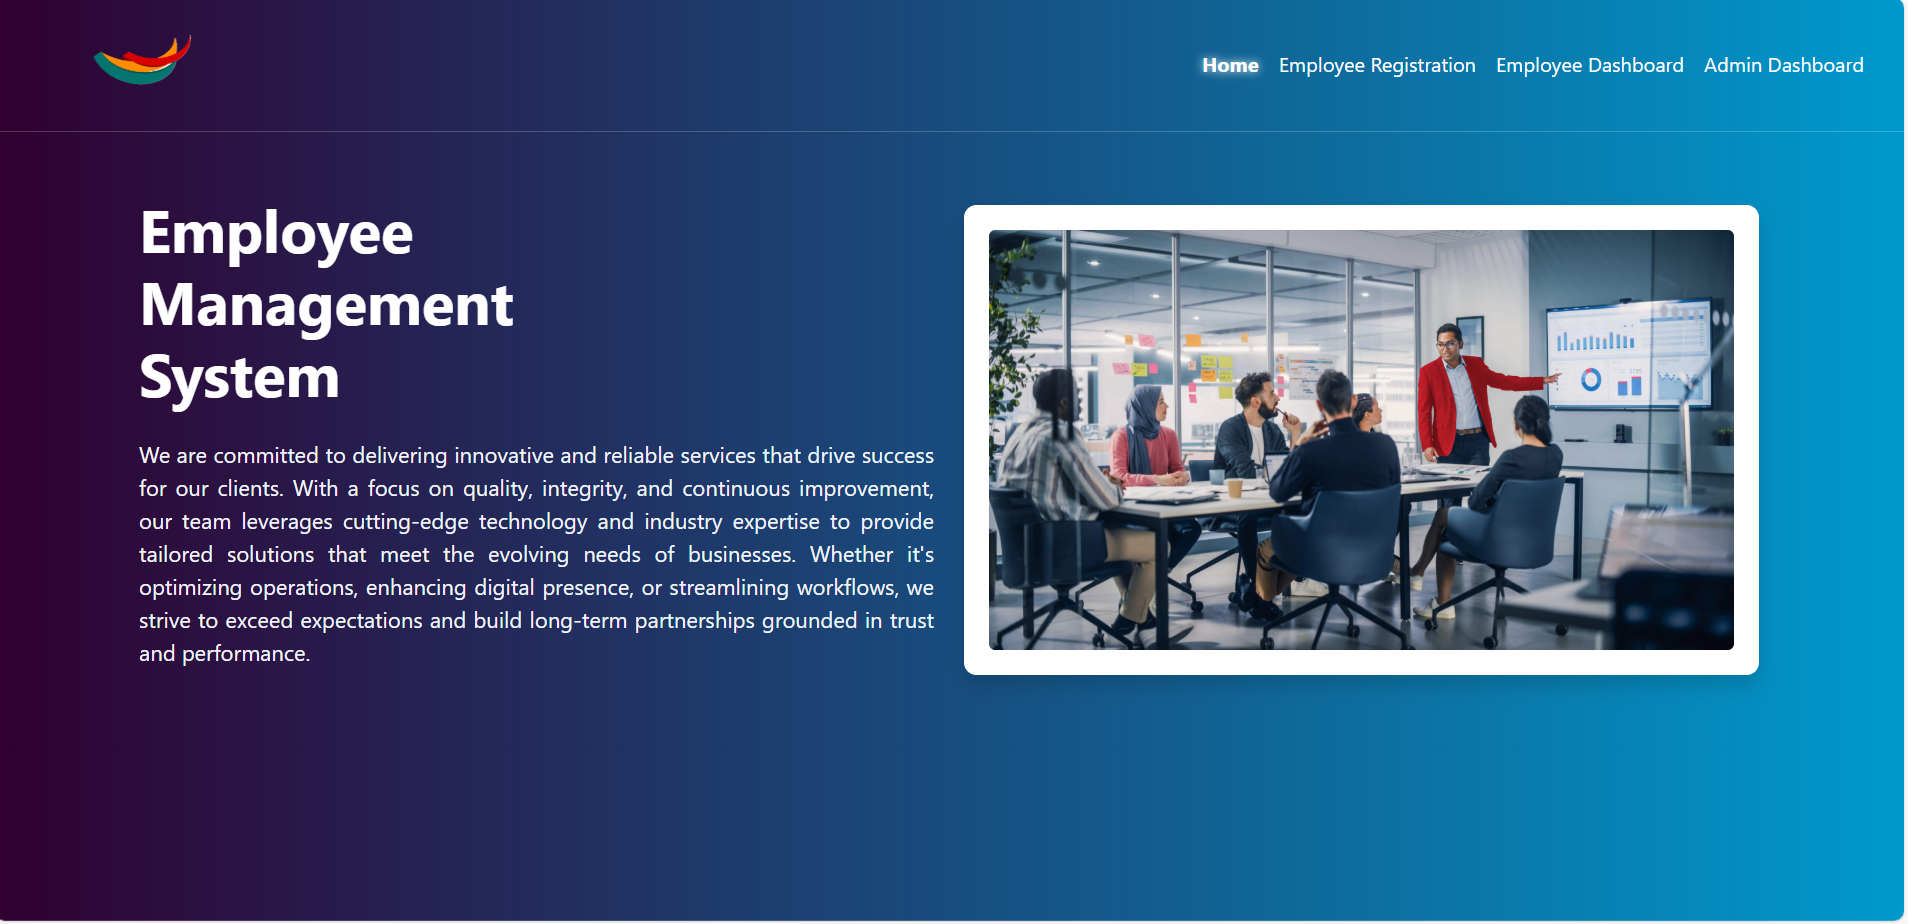 Home Employee Registration Employee Dashboard Admin Dashboard
Employee
Management
System
We are committed to delivering innovative and reliable services that drive success
for our clients. With a focus on quality, integrity, and continuous improvement,
our team leverages cutting-edge technology and industry expertise to provide
tailored solutions that meet the evolving needs of businesses. Whether it's
optimizing operations, enhancing digital presence, or streamlining workflows, we
strive to exceed expectations and build long-term partnerships grounded in trust
and performance.